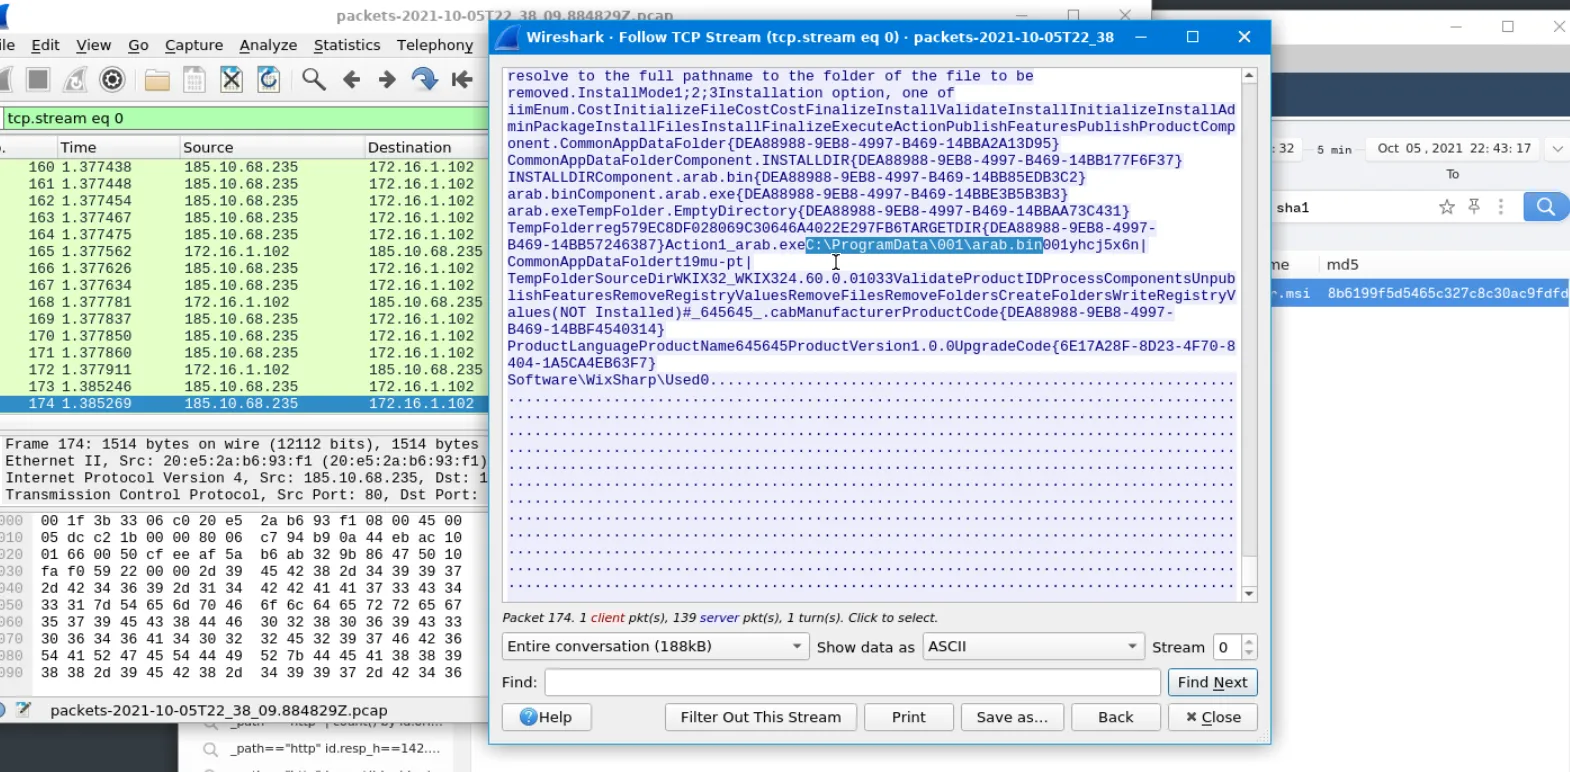 packets-2021-10-05T22_38_09.884829Z.pcap
Edit View Go Capture Analyze Statistics Telephony
tcp.stream eq 0
Time Source Destination
160 1.377438 185.10.68.235 172.16.1.102
161 1.377448 185.10.68.235 172.16.1.102
162 1.377454 185.10.68.235 172.16.1.102
163 1.377467 185.10.68.235 172.16.1.102
164 1.377475 185.10.68.235 172.16.1.102
165 1.377562 172.16.1.102 185.10.68.235
166 1.377626 185.10.68.235 172.16.1.102
167 1.377634 185.10.68.235 172.16.1.102
168 1.377781 172.16.1.102 185.10.68.235
169 1.377837 185.10.68.235 172.16.1.102
170 1.377850 185.10.68.235 172.16.1.102
171 1.377860 185.10.68.235 172.16.1.102
172 1.377911 172.16.1.102 185.10.68.235
173 1.385246 185.10.68.235 172.16.1.102
174 1.385269 185.10.68.235 172.16.1.102
Frame 174: 1514 bytes on wire (12112 bits), 1514 bytes
Ethernet II, Src: 20:e5:2a:b6:93:f1 (20:e5:2a:b6:93:f1)
Internet Protocol Version 4, Src: 185.10.68.235, Dst: 1
Transmission Control Protocol, Src Port: 80, Dst Port:
000 00 1f 3b 33 06 c0 20 e5 2a b6 93 f1 08 00 45 00
010 05 dc c2 1b 00 00 80 06 c7 94 b9 0a 44 eb ac 10
020 01 66 00 50 cf ee af 5a b6 ab 32 9b 86 47 50 10
030 fa f0 59 22 00 00 2d 39 45 42 38 2d 34 39 39 37
040 2d 42 34 36 39 2d 31 34 42 42 41 41 37 33 43 34
050 33 31 7d 54 65 6d 70 46 6f 6c 64 65 72 72 65 67
060 35 37 39 45 43 38 44 46 30 32 38 30 36 39 43 33
070 30 36 34 36 41 34 30 32 32 45 32 39 37 46 42 36
080 54 41 52 47 45 54 44 49 52 7b 44 45 41 38 38 39
090 38 38 2d 39 45 42 38 2d 34 39 39 37 2d 42 34 36
packets-2021-10-05T22_38_09.884829Z.pcap
_path=="http" id.resp_h==142....
Wireshark · Follow TCP Stream (tcp.stream eq 0) · packets-2021-10-05T22_38
resolve to the full pathname to the folder of the file to be
removed.InstallMode1;2;3Installation option, one of
iimEnum.CostInitializeFileCostCostFinalizeInstallValidateInstallInitializeInstallAd
minPackageInstallFilesInstallFinalizeExecuteActionPublishFeaturesPublishProductComp
onent.CommonAppDataFolder{DEA88988-9EB8-4997-B469-14BBA2A13D95}
CommonAppDataFolderComponent.INSTALLDIR{DEA88988-9EB8-4997-B469-14BB177F6F37}
INSTALLDIRComponent.arab.bin{DEA88988-9EB8-4997-B469-14BB85EDB3C2}
arab.binComponent.arab.exe{DEA88988-9EB8-4997-B469-14BBE3B5B3B3}
arab.exeTempFolder.EmptyDirectory{DEA88988-9EB8-4997-B469-14BBAA73C431}
TempFolderreg579EC8DF028069C30646A4022E297FB6TARGETDIR{DEA88988-9EB8-4997-
B469-14BB57246387}Action1_arab.exeC:\ProgramData\001\arab.bin001yhcj5x6n|
CommonAppDataFoldert19mu-pt|
TempFolderSourceDirWKIX32_WKIX324.60.0.01033ValidateProductIDProcessComponentsUnpub
lishFeaturesRemoveRegistryValuesRemoveFilesRemoveFoldersCreateFoldersWriteRegistryV
alues(NOT Installed)#_645645_.cabManufacturerProductCode{DEA88988-9EB8-4997-
B469-14BBF4540314}
ProductLanguageProductName645645ProductVersion1.0.0UpgradeCode{6E17A28F-8D23-4F70-8
404-1A5CA4EB63F7}
Software\WixSharp\Used0
Packet 174. 1 client pkt(s), 139 server pkt(s), 1 turn(s). Click to select.
Entire conversation (188kB) Show data as ASCII Stream 0
Find: Find Next
Help Filter Out This Stream Print Save as... Back Close
: 32 5 min Oct 05, 2021 22: 43: 17
To
sha1
md5
.msi 8b6199f5d5465c327c8c30ac9fdfd